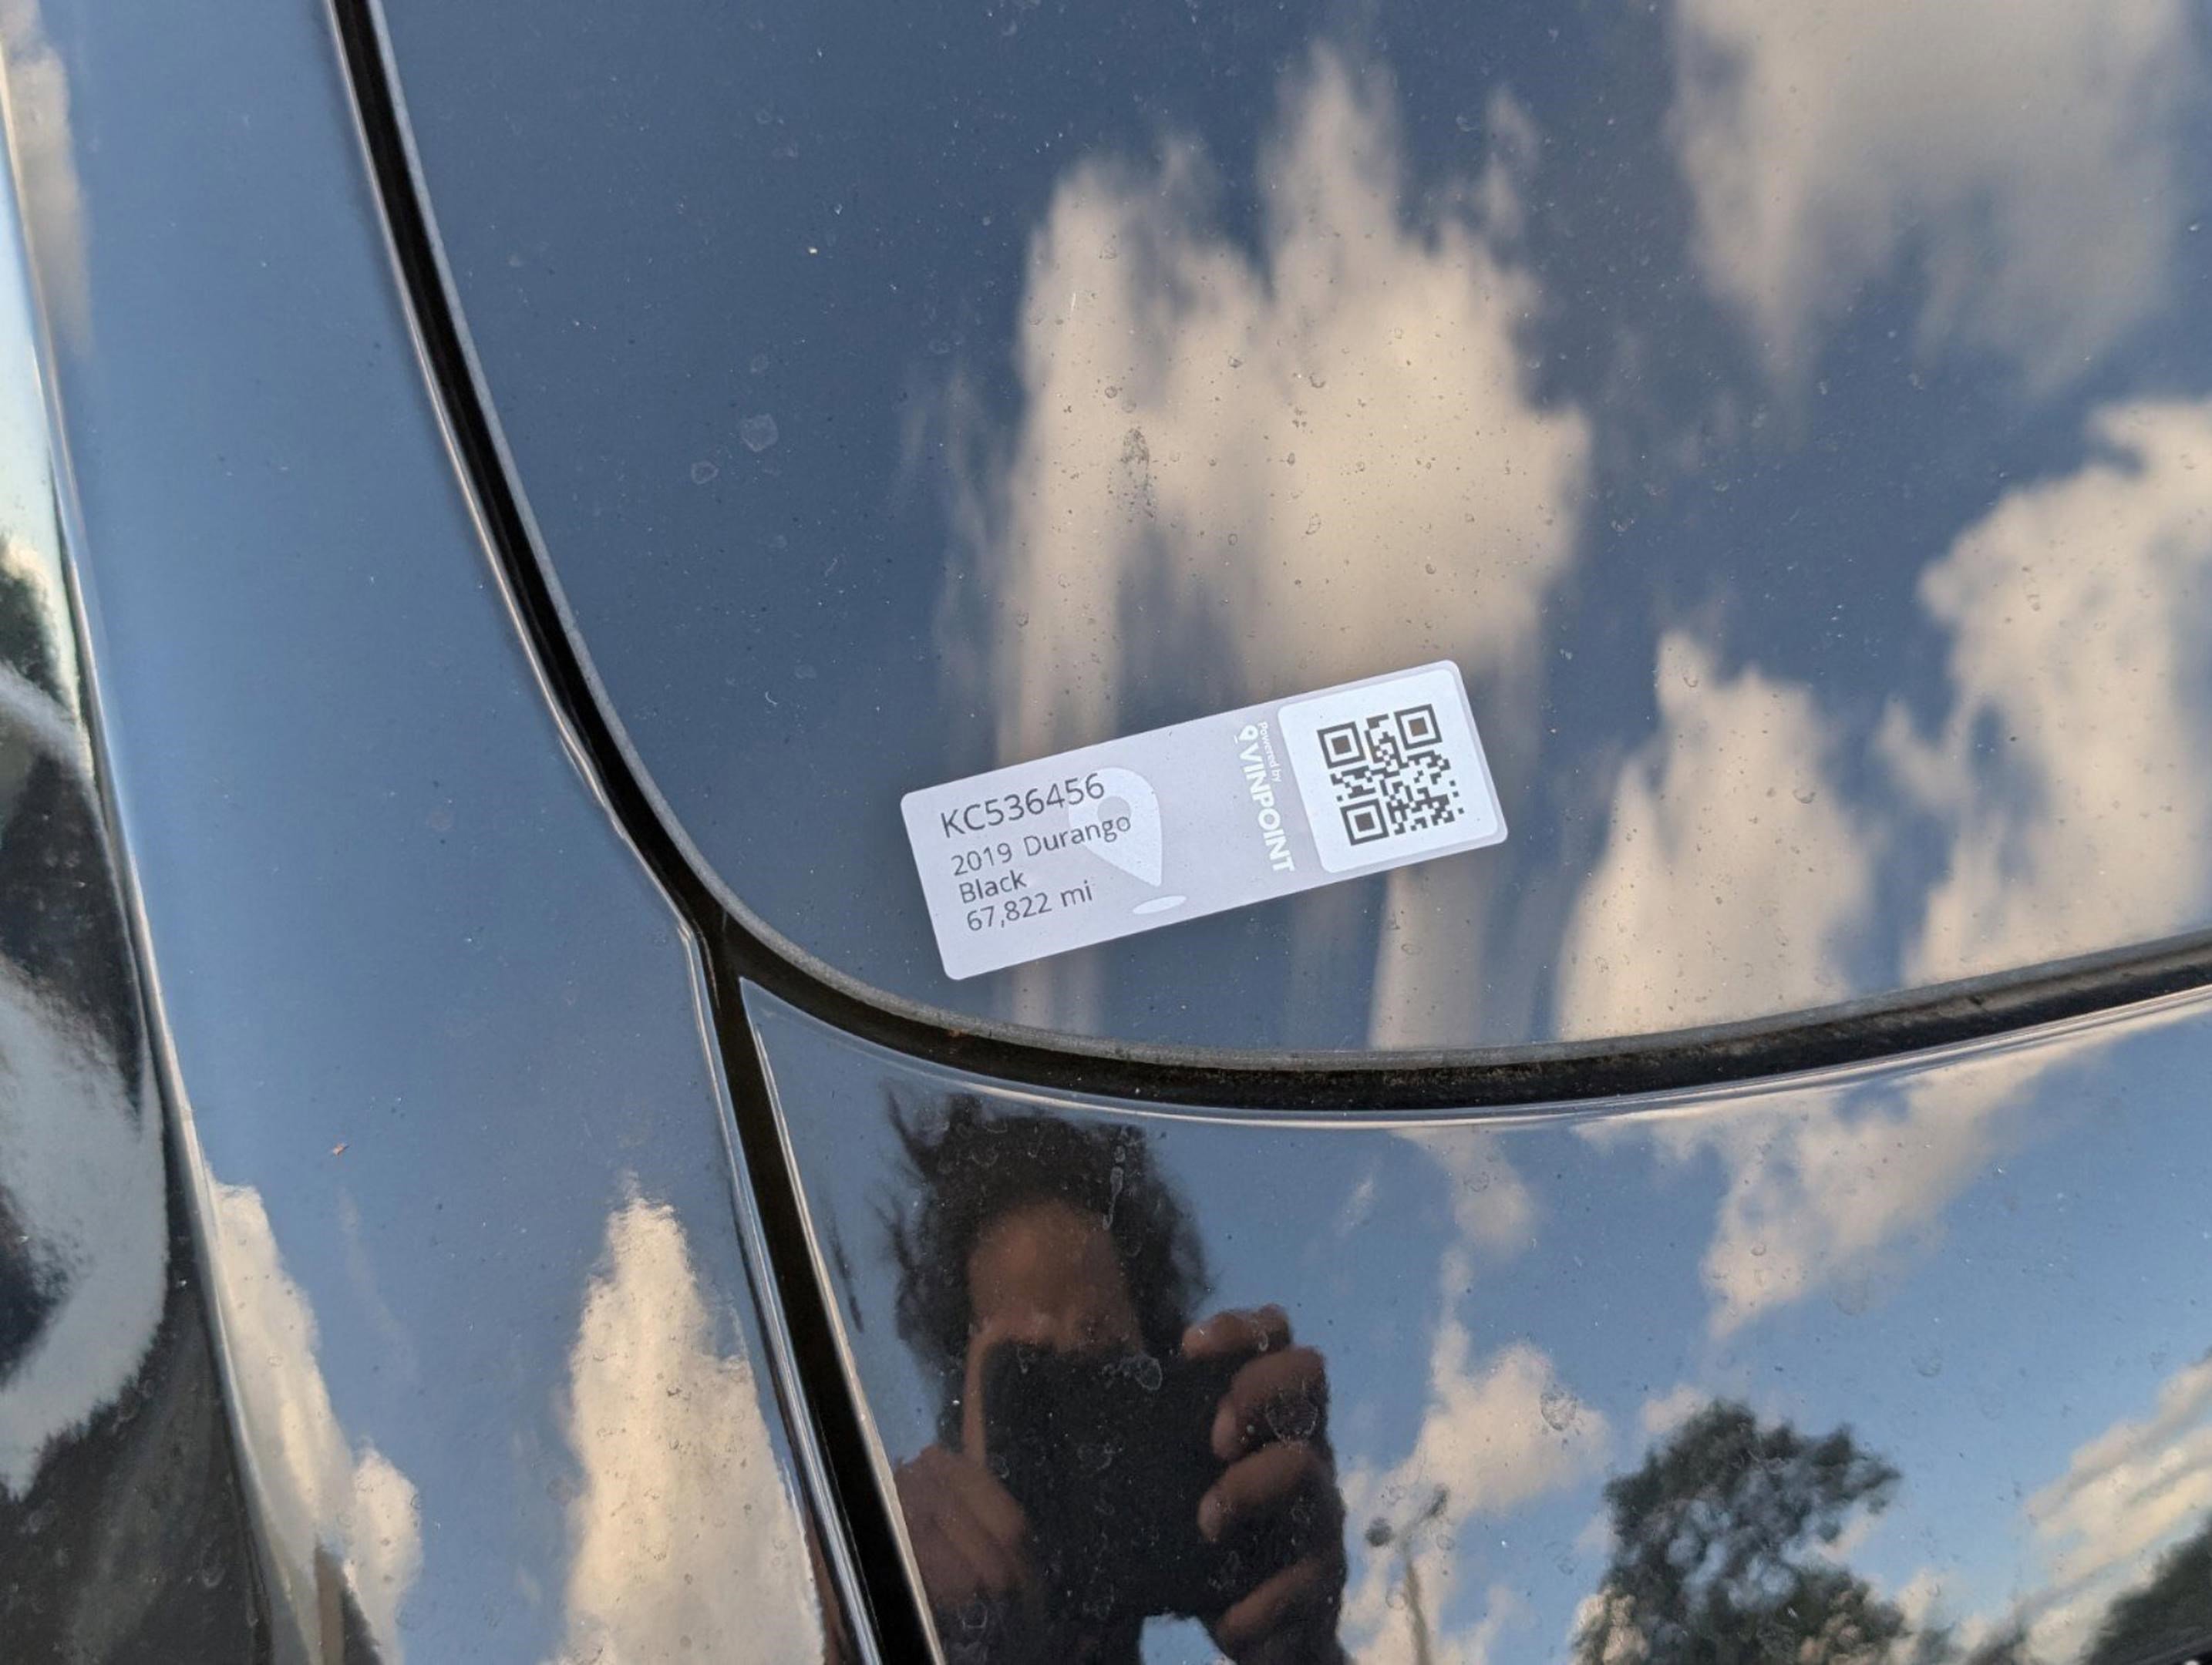 KC536456
2019 Durango
Black
67,822 mi
Powered by
VINPOINT